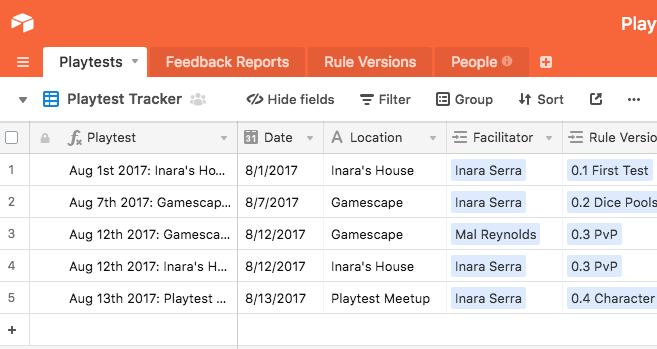 Play
Playtests Feedback Reports Rule Versions People
Playtest Tracker Hide fields Filter Group Sort ...
Playtest 31 Date A Location Facilitator Rule Versio
1 Aug 1st 2017: Inara's Ho... 8/1/2017 Inara's House Inara Serra 0.1 First Test
2 Aug 7th 2017: Gamescap... 8/7/2017 Gamescape Inara Serra 0.2 Dice Pools
3 Aug 12th 2017: Gamesca... 8/12/2017 Gamescape Mal Reynolds 0.3 PvP
4 Aug 12th 2017: Inara's H... 8/12/2017 Inara's House Inara Serra 0.3 PvP
5 Aug 13th 2017: Playtest ... 8/13/2017 Playtest Meetup Inara Serra 0.4 Character
+